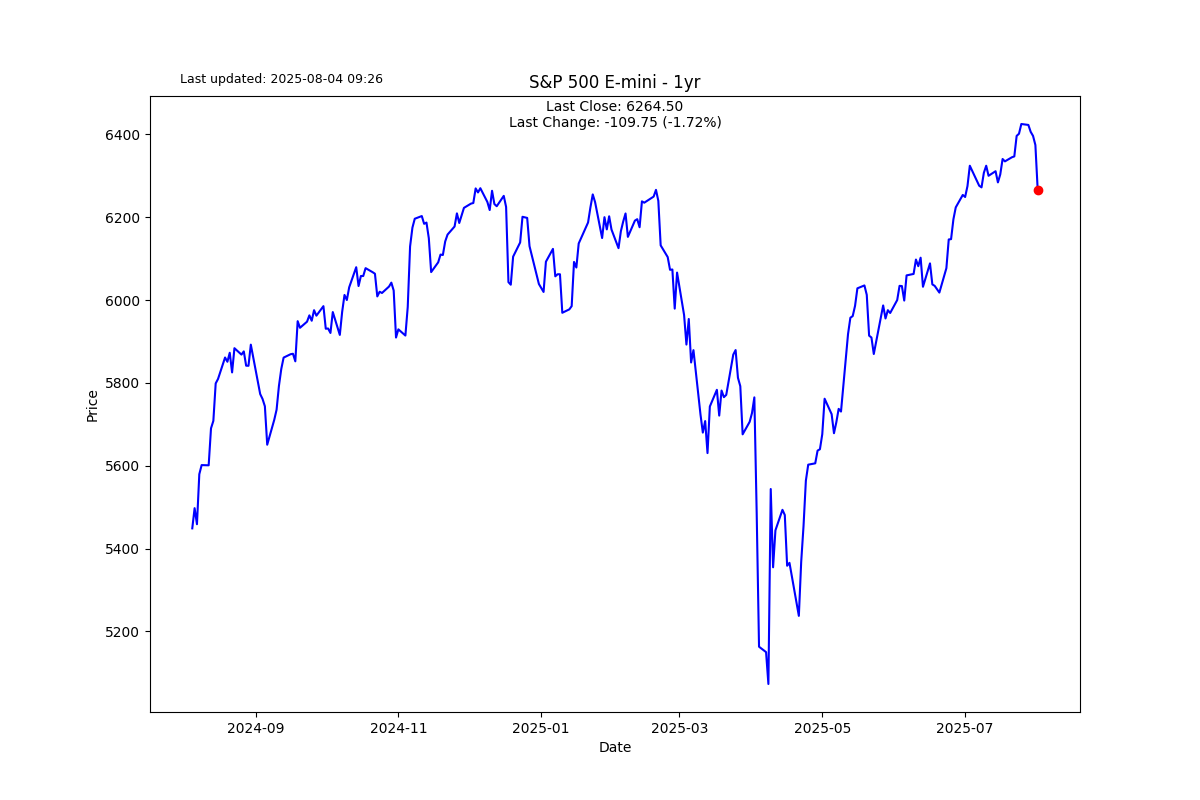 Last updated: 2025-08-04 09:26
S&P 500 E-mini - 1yr
Last Close: 6264.50
Last Change: -109.75 (-1.72%)
6400
6200
6000
5800
5600
5400
5200
Price
2024-09
2024-11
2025-01
2025-03
2025-05
2025-07
Date